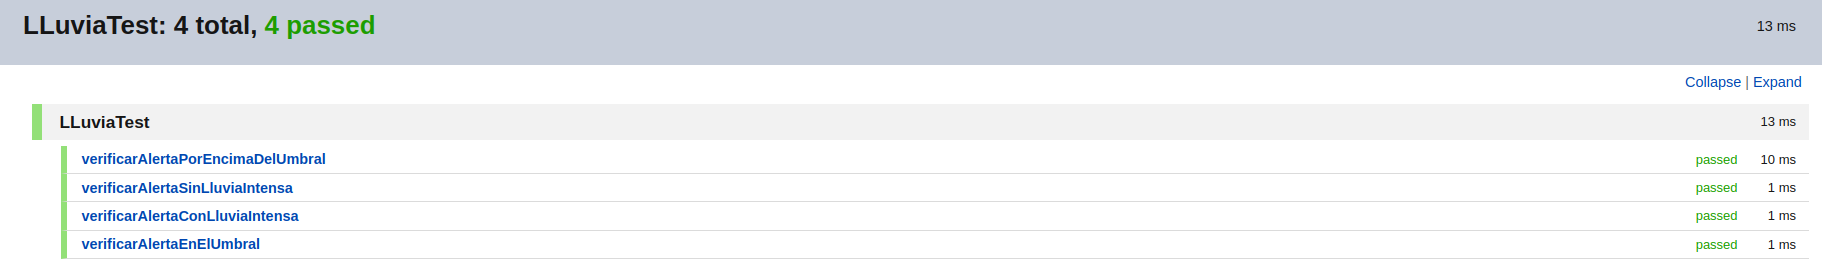 LLuviaTest: 4 total, 4 passed 13 ms
Collapse | Expand
LLuviaTest 13 ms
verificarAlertaPorEncimaDelUmbral passed 10 ms
verificarAlertaSinLluviaIntensa passed 1 ms
verificarAlertaConLluviaIntensa passed 1 ms
verificarAlertaEnElUmbral passed 1 ms